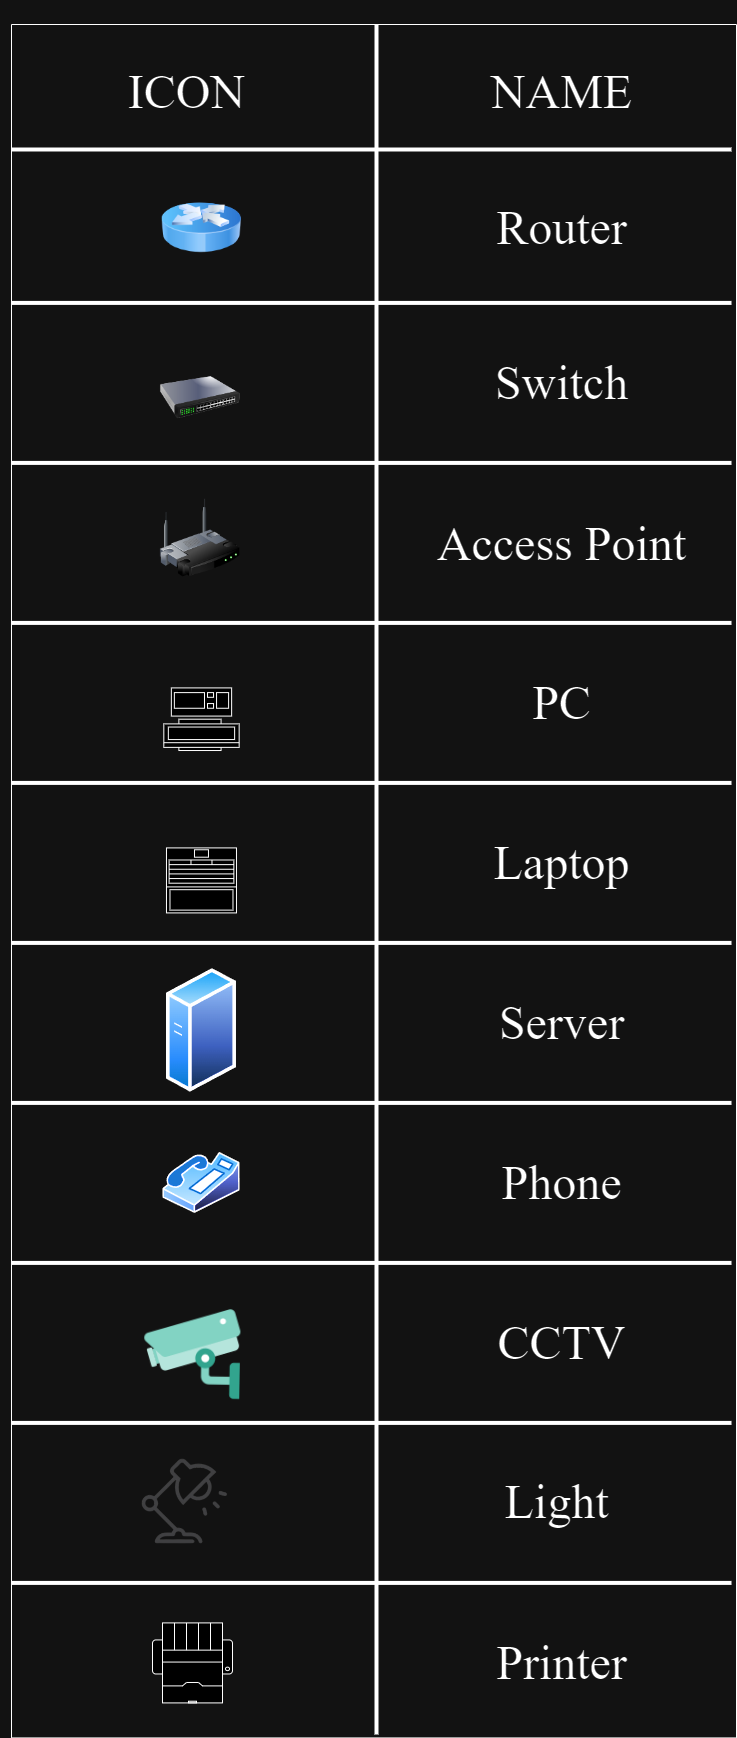 ICON NAME
Router
Switch
Access Point
PC
Laptop
Server
Phone
CCTV
Light
Printer